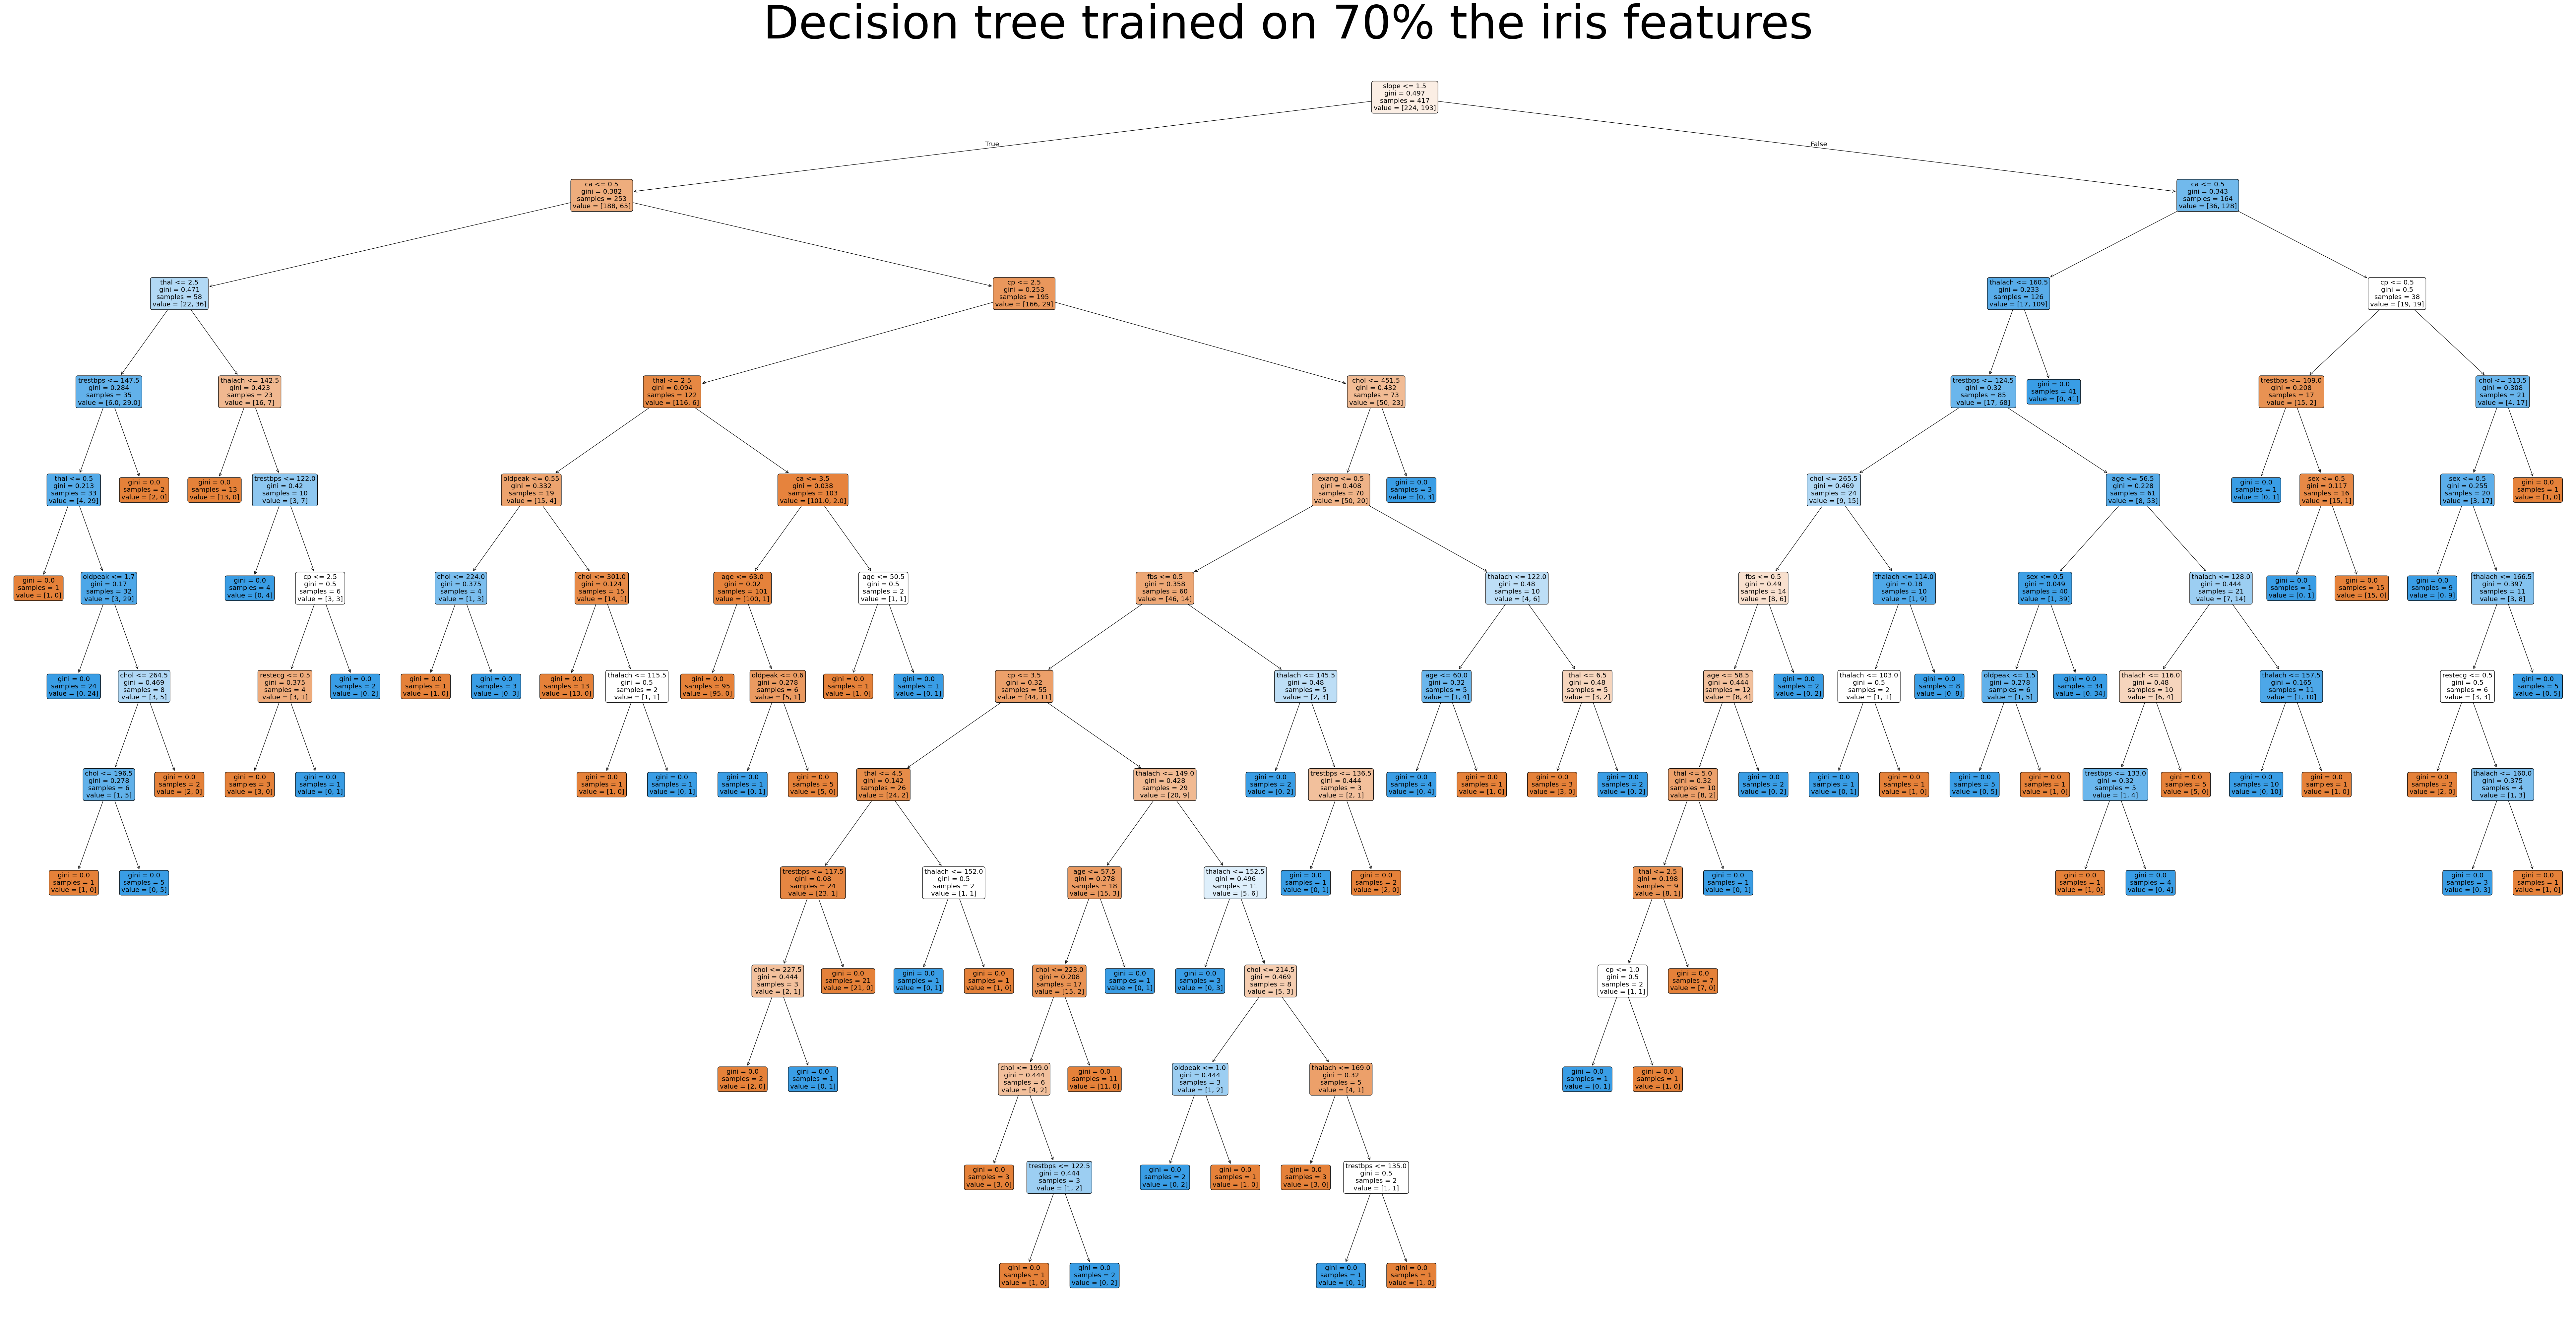 Decision tree trained on 70% the iris features
slope <= 1.5
gini = 0.497
samples = 417
value = [224, 193]
True
False
ca <= 0.5
gini = 0.382
samples = 253
value = [188, 65]
ca <= 0.5
gini = 0.343
samples = 164
value = [36, 128]
thal <= 2.5
gini = 0.471
samples = 58
value = [22, 36]
cp <= 2.5
gini = 0.253
samples = 195
value = [166, 29]
thalach <= 160.5
gini = 0.233
samples = 126
value = [17, 109]
cp <= 0.5
gini = 0.5
samples = 38
value = [19, 19]
trestbps <= 147.5
gini = 0.284
samples = 35
value = [6.0, 29.0]
thalach <= 142.5
gini = 0.423
samples = 23
value = [16, 7]
thal <= 2.5
gini = 0.094
samples = 122
value = [116, 6]
chol <= 451.5
gini = 0.432
samples = 73
value = [50, 23]
trestbps <= 124.5
gini = 0.32
samples = 85
value = [17, 68]
gini = 0.0
samples = 41
value = [0, 41]
trestbps <= 109.0
gini = 0.208
samples = 17
value = [15, 2]
chol <= 313.5
gini = 0.308
samples = 21
value = [4, 17]
thal <= 0.5
gini = 0.213
samples = 33
value = [4, 29]
gini = 0.0
samples = 2
value = [2, 0]
gini = 0.0
samples = 13
value = [13, 0]
trestbps <= 122.0
gini = 0.42
samples = 10
value = [3, 7]
oldpeak <= 0.55
gini = 0.332
samples = 19
value = [15, 4]
ca <= 3.5
gini = 0.038
samples = 103
value = [101.0, 2.0]
exang <= 0.5
gini = 0.408
samples = 70
value = [50, 20]
gini = 0.0
samples = 3
value = [0, 3]
chol <= 265.5
gini = 0.469
samples = 24
value = [9, 15]
age <= 56.5
gini = 0.228
samples = 61
value = [8, 53]
gini = 0.0
samples = 1
value = [0, 1]
sex <= 0.5
gini = 0.117
samples = 16
value = [15, 1]
sex <= 0.5
gini = 0.255
samples = 20
value = [3, 17]
gini = 0.0
samples = 1
value = [1, 0]
gini = 0.0
samples = 1
value = [1, 0]
oldpeak <= 1.7
gini = 0.17
samples = 32
value = [3, 29]
gini = 0.0
samples = 4
value = [0, 4]
cp <= 2.5
gini = 0.5
samples = 6
value = [3, 3]
chol <= 224.0
gini = 0.375
samples = 4
value = [1, 3]
chol <= 301.0
gini = 0.124
samples = 15
value = [14, 1]
age <= 63.0
gini = 0.02
samples = 101
value = [100, 1]
age <= 50.5
gini = 0.5
samples = 2
value = [1, 1]
fbs <= 0.5
gini = 0.358
samples = 60
value = [46, 14]
thalach <= 122.0
gini = 0.48
samples = 10
value = [4, 6]
fbs <= 0.5
gini = 0.49
samples = 14
value = [8, 6]
thalach <= 114.0
gini = 0.18
samples = 10
value = [1, 9]
sex <= 0.5
gini = 0.049
samples = 40
value = [1, 39]
thalach <= 128.0
gini = 0.444
samples = 21
value = [7, 14]
gini = 0.0
samples = 1
value = [0, 1]
gini = 0.0
samples = 15
value = [15, 0]
gini = 0.0
samples = 9
value = [0, 9]
thalach <= 166.5
gini = 0.397
samples = 11
value = [3, 8]
gini = 0.0
samples = 24
value = [0, 24]
chol <= 264.5
gini = 0.469
samples = 8
value = [3, 5]
restecg <= 0.5
gini = 0.375
samples = 4
value = [3, 1]
gini = 0.0
samples = 2
value = [0, 2]
gini = 0.0
samples = 1
value = [1, 0]
gini = 0.0
samples = 3
value = [0, 3]
gini = 0.0
samples = 13
value = [13, 0]
thalach <= 115.5
gini = 0.5
samples = 2
value = [1, 1]
gini = 0.0
samples = 95
value = [95, 0]
oldpeak <= 0.6
gini = 0.278
samples = 6
value = [5, 1]
gini = 0.0
samples = 1
value = [1, 0]
gini = 0.0
samples = 1
value = [0, 1]
cp <= 3.5
gini = 0.32
samples = 55
value = [44, 11]
thalach <= 145.5
gini = 0.48
samples = 5
value = [2, 3]
age <= 60.0
gini = 0.32
samples = 5
value = [1, 4]
thal <= 6.5
gini = 0.48
samples = 5
value = [3, 2]
age <= 58.5
gini = 0.444
samples = 12
value = [8, 4]
gini = 0.0
samples = 2
value = [0, 2]
thalach <= 103.0
gini = 0.5
samples = 2
value = [1, 1]
gini = 0.0
samples = 8
value = [0, 8]
oldpeak <= 1.5
gini = 0.278
samples = 6
value = [1, 5]
gini = 0.0
samples = 34
value = [0, 34]
thalach <= 116.0
gini = 0.48
samples = 10
value = [6, 4]
thalach <= 157.5
gini = 0.165
samples = 11
value = [1, 10]
restecg <= 0.5
gini = 0.5
samples = 6
value = [3, 3]
gini = 0.0
samples = 5
value = [0, 5]
chol <= 196.5
gini = 0.278
samples = 6
value = [1, 5]
gini = 0.0
samples = 2
value = [2, 0]
gini = 0.0
samples = 3
value = [3, 0]
gini = 0.0
samples = 1
value = [0, 1]
gini = 0.0
samples = 1
value = [1, 0]
gini = 0.0
samples = 1
value = [0, 1]
gini = 0.0
samples = 1
value = [0, 1]
gini = 0.0
samples = 5
value = [5, 0]
thal <= 4.5
gini = 0.142
samples = 26
value = [24, 2]
thalach <= 149.0
gini = 0.428
samples = 29
value = [20, 9]
gini = 0.0
samples = 2
value = [0, 2]
trestbps <= 136.5
gini = 0.444
samples = 3
value = [2, 1]
gini = 0.0
samples = 4
value = [0, 4]
gini = 0.0
samples = 1
value = [1, 0]
gini = 0.0
samples = 3
value = [3, 0]
gini = 0.0
samples = 2
value = [0, 2]
thal <= 5.0
gini = 0.32
samples = 10
value = [8, 2]
gini = 0.0
samples = 2
value = [0, 2]
gini = 0.0
samples = 1
value = [0, 1]
gini = 0.0
samples = 1
value = [1, 0]
gini = 0.0
samples = 5
value = [0, 5]
gini = 0.0
samples = 1
value = [1, 0]
trestbps <= 133.0
gini = 0.32
samples = 5
value = [1, 4]
gini = 0.0
samples = 5
value = [5, 0]
gini = 0.0
samples = 10
value = [0, 10]
gini = 0.0
samples = 1
value = [1, 0]
gini = 0.0
samples = 2
value = [2, 0]
thalach <= 160.0
gini = 0.375
samples = 4
value = [1, 3]
gini = 0.0
samples = 1
value = [1, 0]
gini = 0.0
samples = 5
value = [0, 5]
trestbps <= 117.5
gini = 0.08
samples = 24
value = [23, 1]
thalach <= 152.0
gini = 0.5
samples = 2
value = [1, 1]
age <= 57.5
gini = 0.278
samples = 18
value = [15, 3]
thalach <= 152.5
gini = 0.496
samples = 11
value = [5, 6]
gini = 0.0
samples = 1
value = [0, 1]
gini = 0.0
samples = 2
value = [2, 0]
thal <= 2.5
gini = 0.198
samples = 9
value = [8, 1]
gini = 0.0
samples = 1
value = [0, 1]
gini = 0.0
samples = 1
value = [1, 0]
gini = 0.0
samples = 4
value = [0, 4]
gini = 0.0
samples = 3
value = [0, 3]
gini = 0.0
samples = 1
value = [1, 0]
chol <= 227.5
gini = 0.444
samples = 3
value = [2, 1]
gini = 0.0
samples = 21
value = [21, 0]
gini = 0.0
samples = 1
value = [0, 1]
gini = 0.0
samples = 1
value = [1, 0]
chol <= 223.0
gini = 0.208
samples = 17
value = [15, 2]
gini = 0.0
samples = 1
value = [0, 1]
gini = 0.0
samples = 3
value = [0, 3]
chol <= 214.5
gini = 0.469
samples = 8
value = [5, 3]
cp <= 1.0
gini = 0.5
samples = 2
value = [1, 1]
gini = 0.0
samples = 7
value = [7, 0]
gini = 0.0
samples = 2
value = [2, 0]
gini = 0.0
samples = 1
value = [0, 1]
chol <= 199.0
gini = 0.444
samples = 6
value = [4, 2]
gini = 0.0
samples = 11
value = [11, 0]
oldpeak <= 1.0
gini = 0.444
samples = 3
value = [1, 2]
thalach <= 169.0
gini = 0.32
samples = 5
value = [4, 1]
gini = 0.0
samples = 1
value = [0, 1]
gini = 0.0
samples = 1
value = [1, 0]
gini = 0.0
samples = 3
value = [3, 0]
trestbps <= 122.5
gini = 0.444
samples = 3
value = [1, 2]
gini = 0.0
samples = 2
value = [0, 2]
gini = 0.0
samples = 1
value = [1, 0]
gini = 0.0
samples = 3
value = [3, 0]
trestbps <= 135.0
gini = 0.5
samples = 2
value = [1, 1]
gini = 0.0
samples = 1
value = [1, 0]
gini = 0.0
samples = 2
value = [0, 2]
gini = 0.0
samples = 1
value = [0, 1]
gini = 0.0
samples = 1
value = [1, 0]